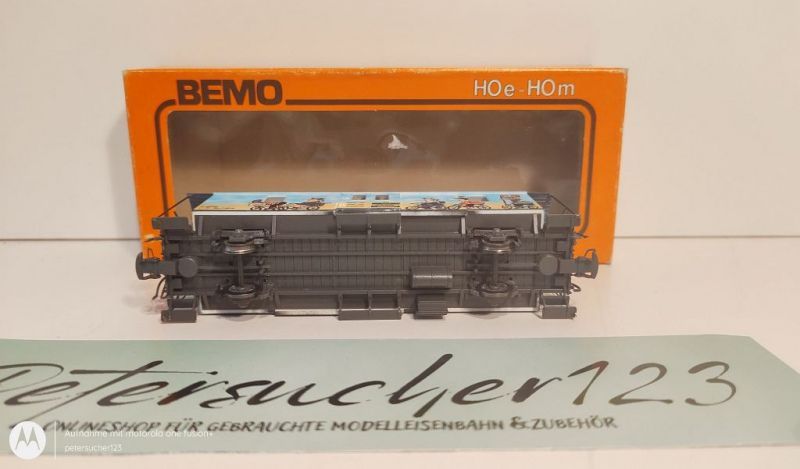 BEMO HOe-HOm
Petersucher123
ONLINESHOP FÜR GEBRAUCHTE MODELLEISENBAHN & ZUBEHÖR
Aufnahme mit motorola one fusion+
petersucher123